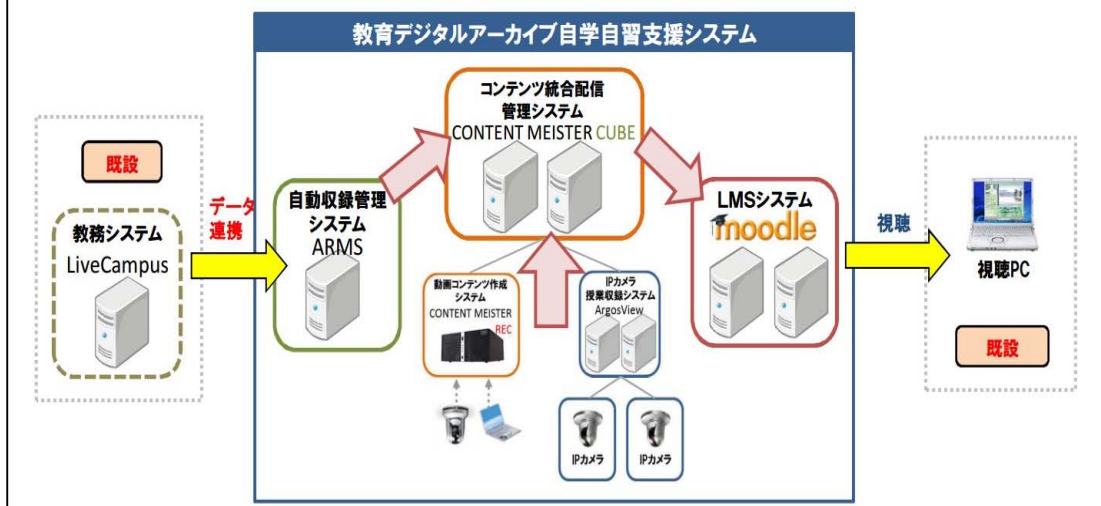 教育デジタルアーカイブ自学自習支援システム
既設
教務システム
LiveCampus
データ
連携
自動収録管理
システム
ARMS
コンテンツ統合配信
管理システム
CONTENT MEISTER CUBE
動画コンテンツ作成
システム
CONTENT MEISTER
REC
IPカメラ
授業収録システム
ArgosView
IPカメラ
IPカメラ
LMSシステム
moodle
視聴
視聴PC
既設